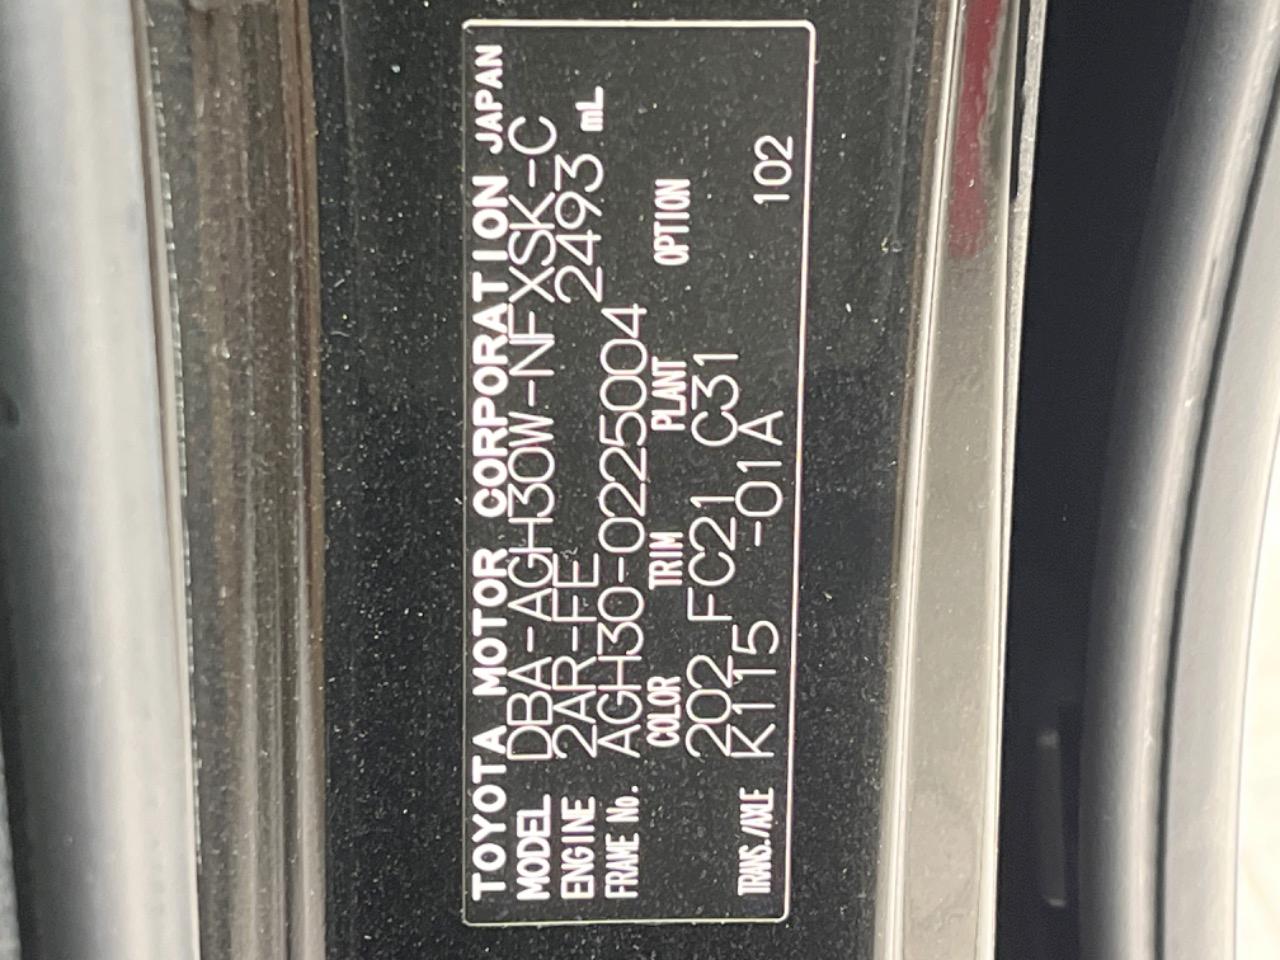 TOYOTA MOTOR CORPORATION JAPAN
MODEL DBA-AGH30W-NFXSK-C
ENGINE 2AR-FE 2493 mL
FRAME No. AGH30-0225004
COLOR TRIM PLANT OPTION
202 FC21 C31
TRANS./AXLE K115 -01A 102